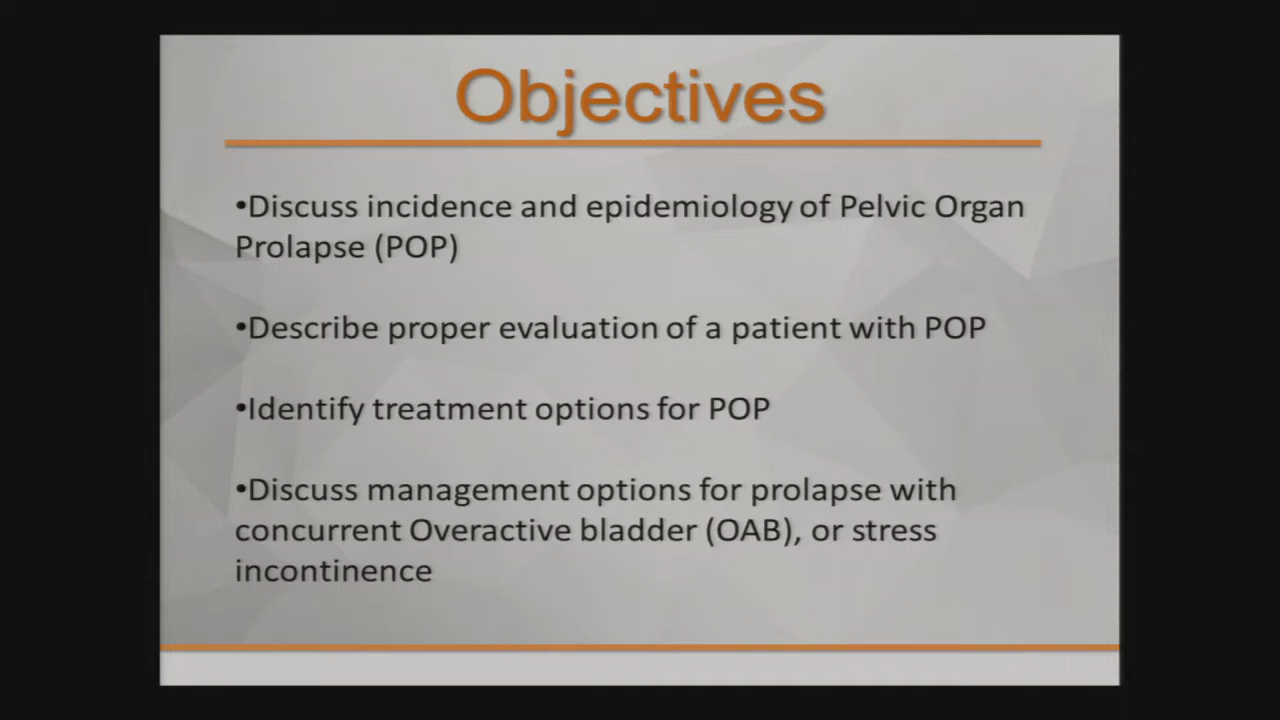 Objectives
•Discuss incidence and epidemiology of Pelvic Organ
Prolapse (POP)
•Describe proper evaluation of a patient with POP
•Identify treatment options for POP
•Discuss management options for prolapse with
concurrent Overactive bladder (OAB), or stress
incontinence